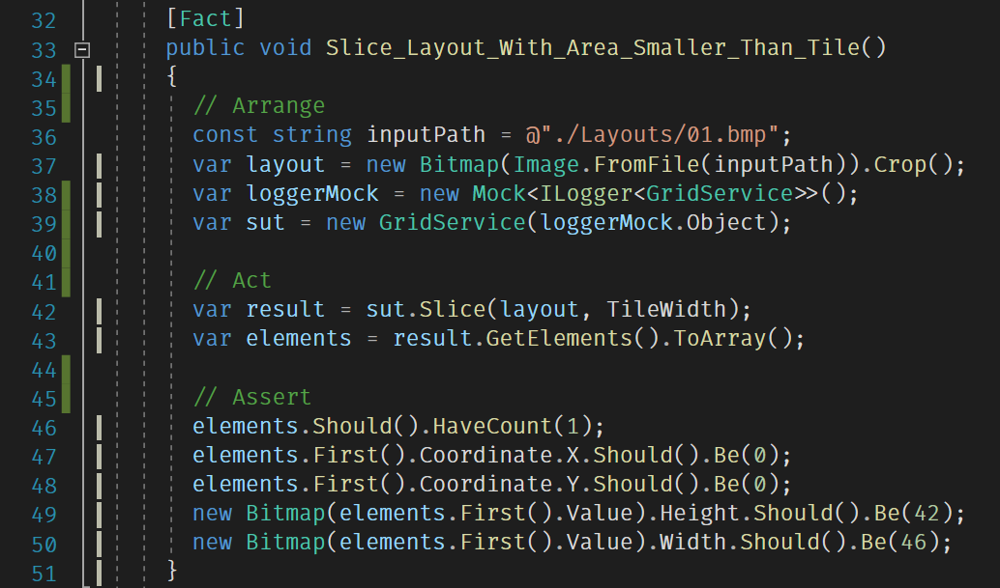 32 [Fact]
33 public void Slice_Layout_With_Area_Smaller_Than_Tile()
34 {
35 // Arrange
36 const string inputPath = @"./Layouts/01.bmp";
37 var layout = new Bitmap(Image.FromFile(inputPath)).Crop();
38 var loggerMock = new Mock<ILogger<GridService>>();
39 var sut = new GridService(loggerMock.Object);
40
41 // Act
42 var result = sut.Slice(layout, TileWidth);
43 var elements = result.GetElements().ToArray();
44
45 // Assert
46 elements.Should().HaveCount(1);
47 elements.First().Coordinate.X.Should().Be(0);
48 elements.First().Coordinate.Y.Should().Be(0);
49 new Bitmap(elements.First().Value).Height.Should().Be(42);
50 new Bitmap(elements.First().Value).Width.Should().Be(46);
51 }